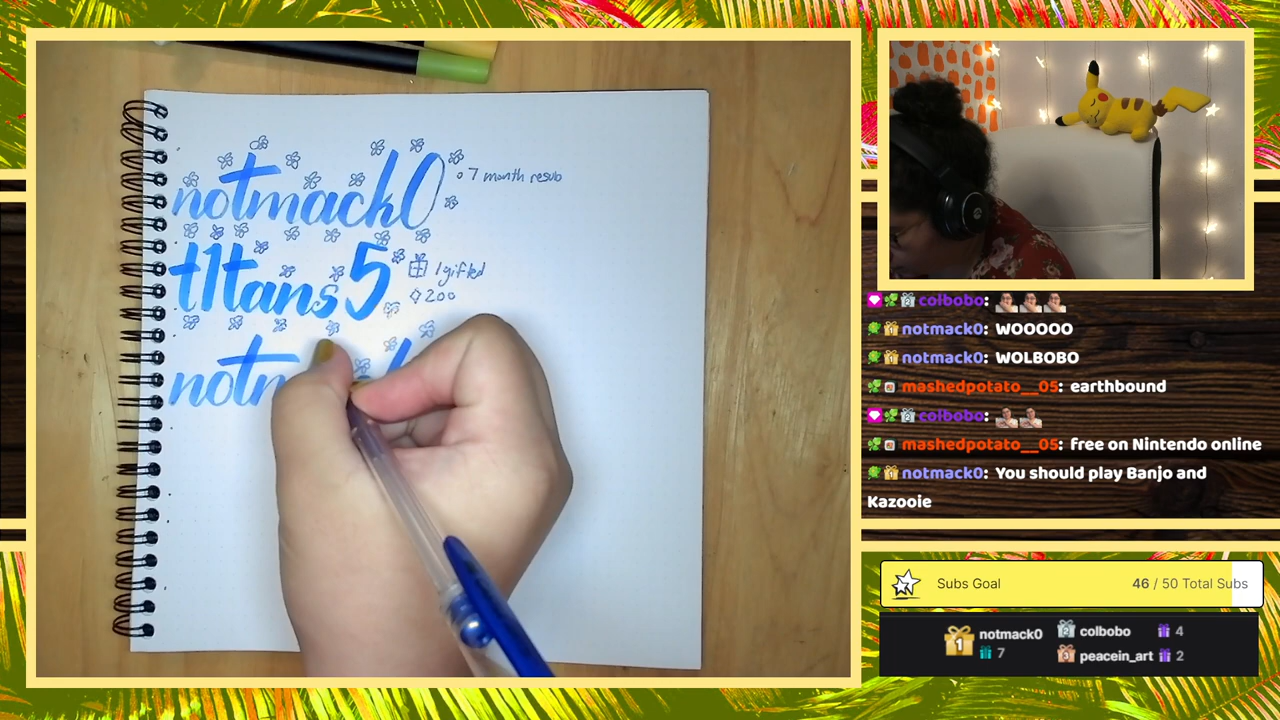 notmack0
7 month resub
t1tans5
1 gifted
200
notm
colbobo:
notmack0: WOOOOO
notmack0: WOLBOBO
mashedpotato__05: earthbound
colbobo:
mashedpotato__05: free on Nintendo online
notmack0: You should play Banjo and
Kazooie
Subs Goal 46 / 50 Total Subs
1 notmack0 7
2 colbobo 4
3 peacein_art 2